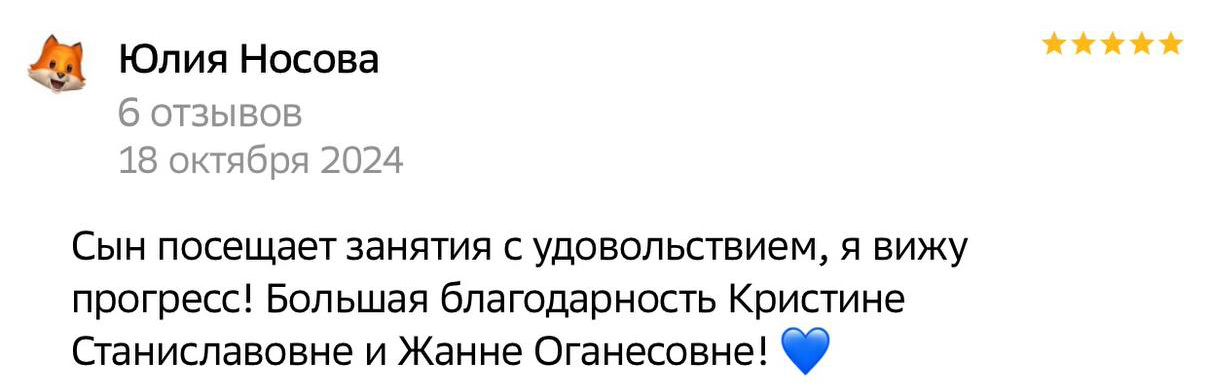 Юлия Носова
6 отзывов
18 октября 2024
Сын посещает занятия с удовольствием, я вижу
прогресс! Большая благодарность Кристине
Станиславовне и Жанне Оганесовне! 💙